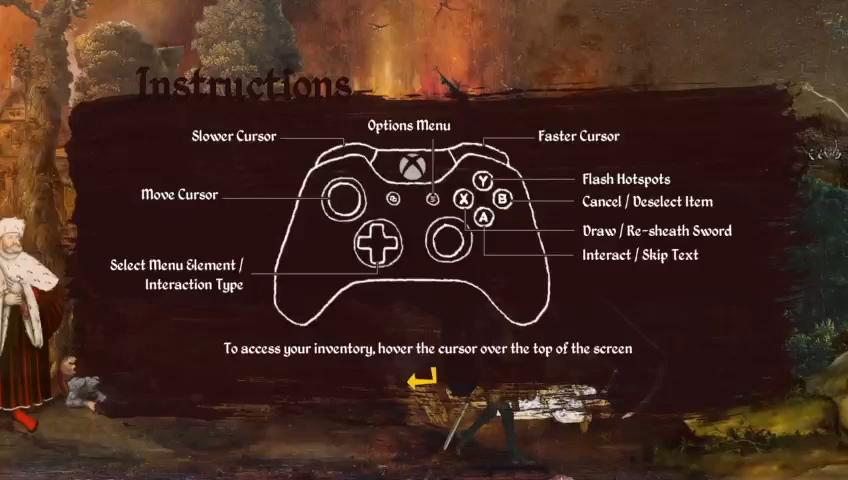 Instructions
Options Menu
Slower Cursor
Faster Cursor
Move Cursor
Y
X
B
A
Flash Hotspots
Cancel / Deselect Item
Draw / Re-sheath Sword
Interact / Skip Text
Select Menu Element /
Interaction Type
To access your inventory, hover the cursor over the top of the screen